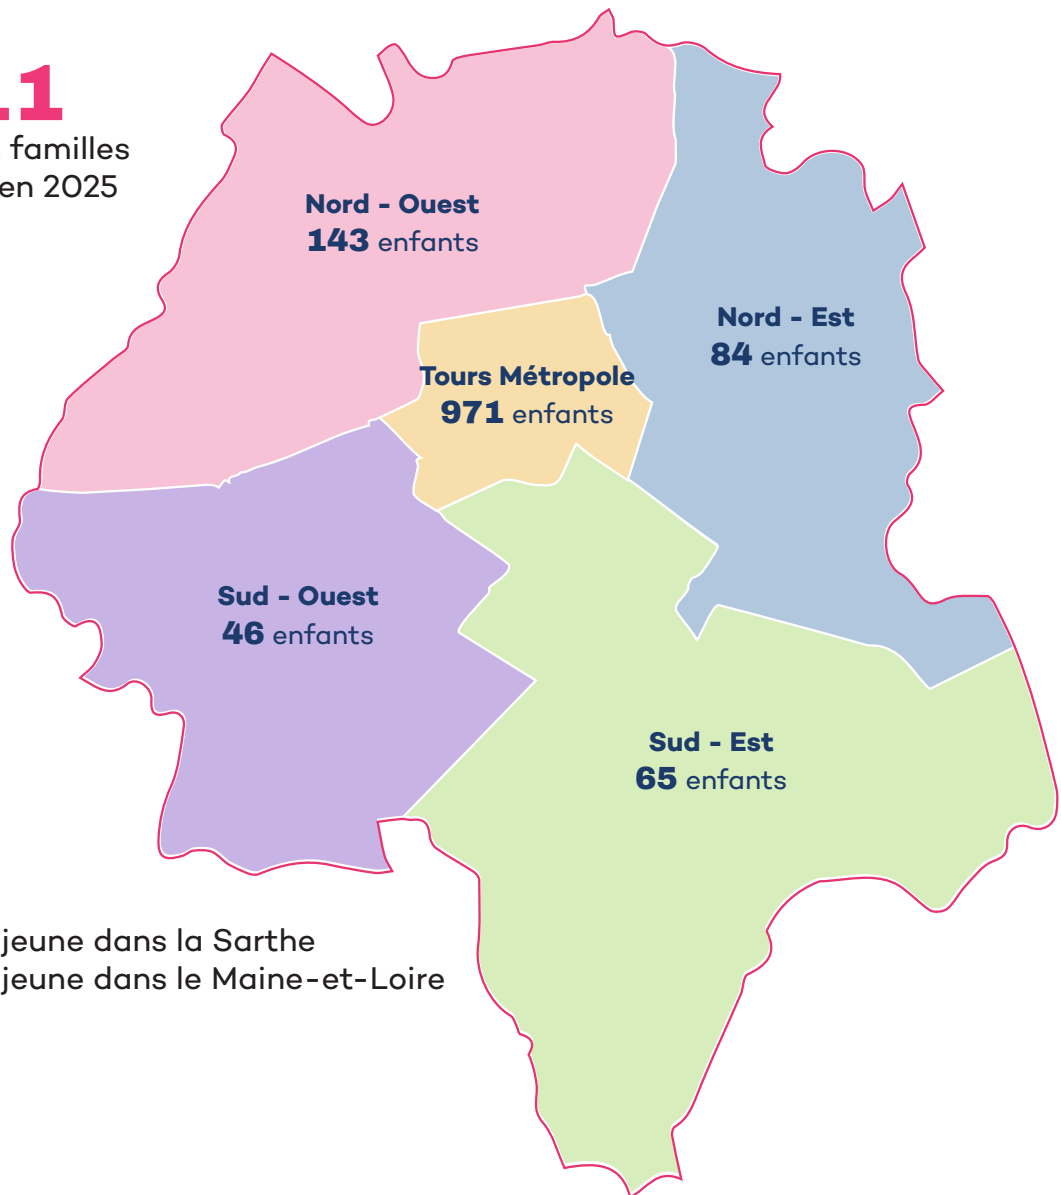 11
familles
en 2025
Nord - Ouest
143 enfants
Nord - Est
84 enfants
Tours Métropole
971 enfants
Sud - Ouest
46 enfants
Sud - Est
65 enfants
jeune dans la Sarthe
jeune dans le Maine-et-Loire